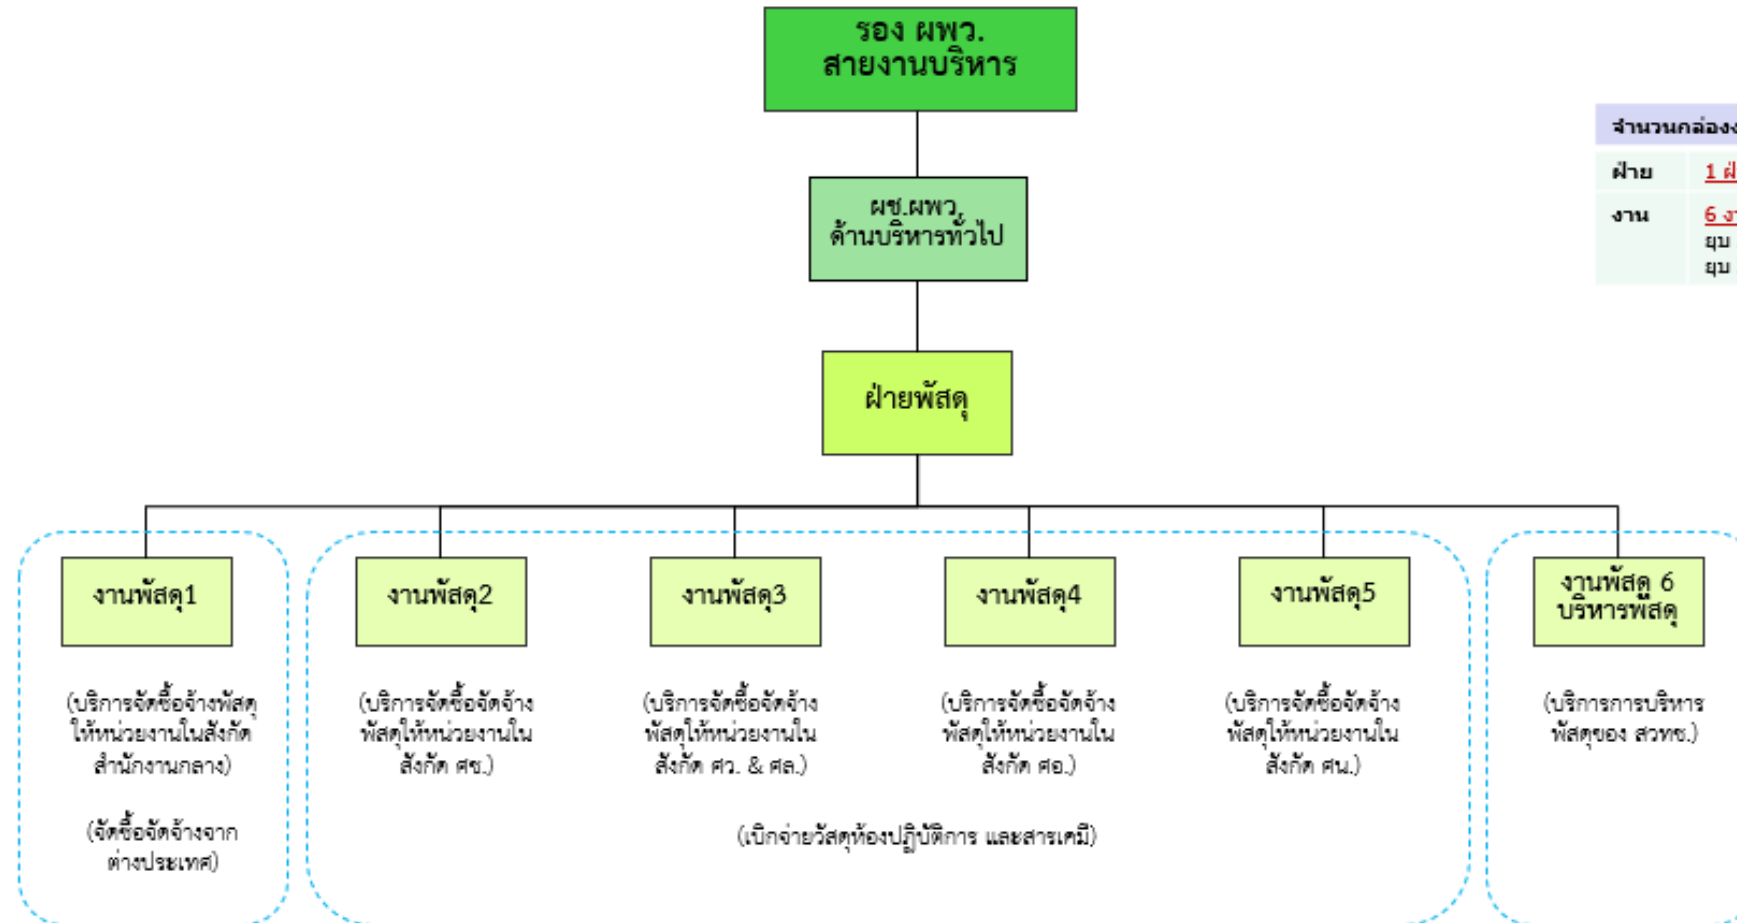 รอง ผพว.
สายงานบริหาร
ผช.ผพว.
ด้านบริหารทั่วไป
จำนวนกล่อง
ฝ่าย 1
งาน 6
ยุบ
ยุบ
ฝ่ายพัสดุ
งานพัสดุ1
งานพัสดุ2
งานพัสดุ3
งานพัสดุ4
งานพัสดุ5
งานพัสดุ 6
บริหารพัสดุ
(บริการจัดซื้อจ้างพัสดุ
ให้หน่วยงานในสังกัด
สำนักงานกลาง)
(บริการจัดซื้อจัดจ้าง
พัสดุให้หน่วยงานใน
สังกัด ศช.)
(บริการจัดซื้อจัดจ้าง
พัสดุให้หน่วยงานใน
สังกัด ศว. & ศล.)
(บริการจัดซื้อจัดจ้าง
พัสดุให้หน่วยงานใน
สังกัด ศอ.)
(บริการจัดซื้อจัดจ้าง
พัสดุให้หน่วยงานใน
สังกัด ศน.)
(บริการการบริหาร
พัสดุของ สวทช.)
(จัดซื้อจัดจ้างจาก
ต่างประเทศ)
(เบิกจ่ายวัสดุห้องปฏิบัติการ และสารเคมี)